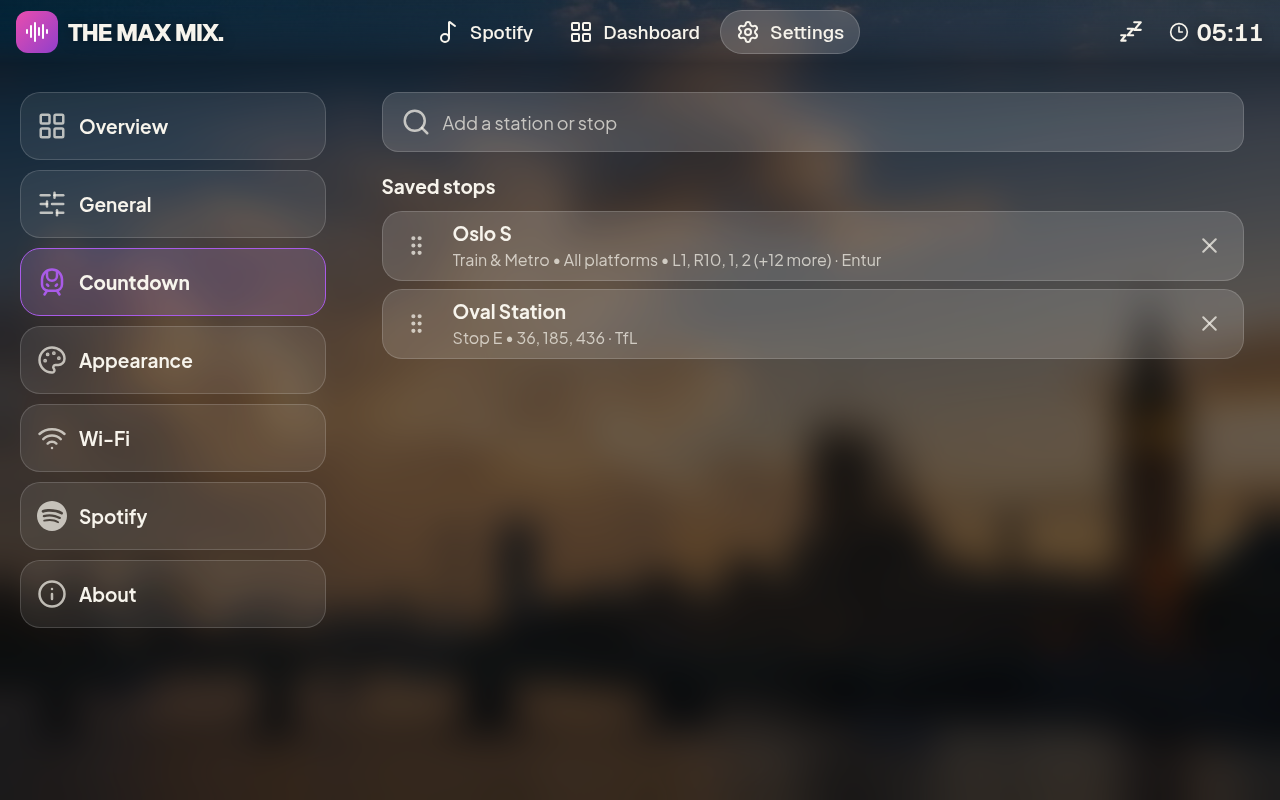 THE MAX MIX.
Spotify
Dashboard
Settings
05:11
Overview
General
Countdown
Appearance
Wi-Fi
Spotify
About
Add a station or stop
Saved stops
Oslo S
Train & Metro • All platforms • L1, R10, 1, 2 (+12 more) · Entur
Oval Station
Stop E • 36, 185, 436 · TfL